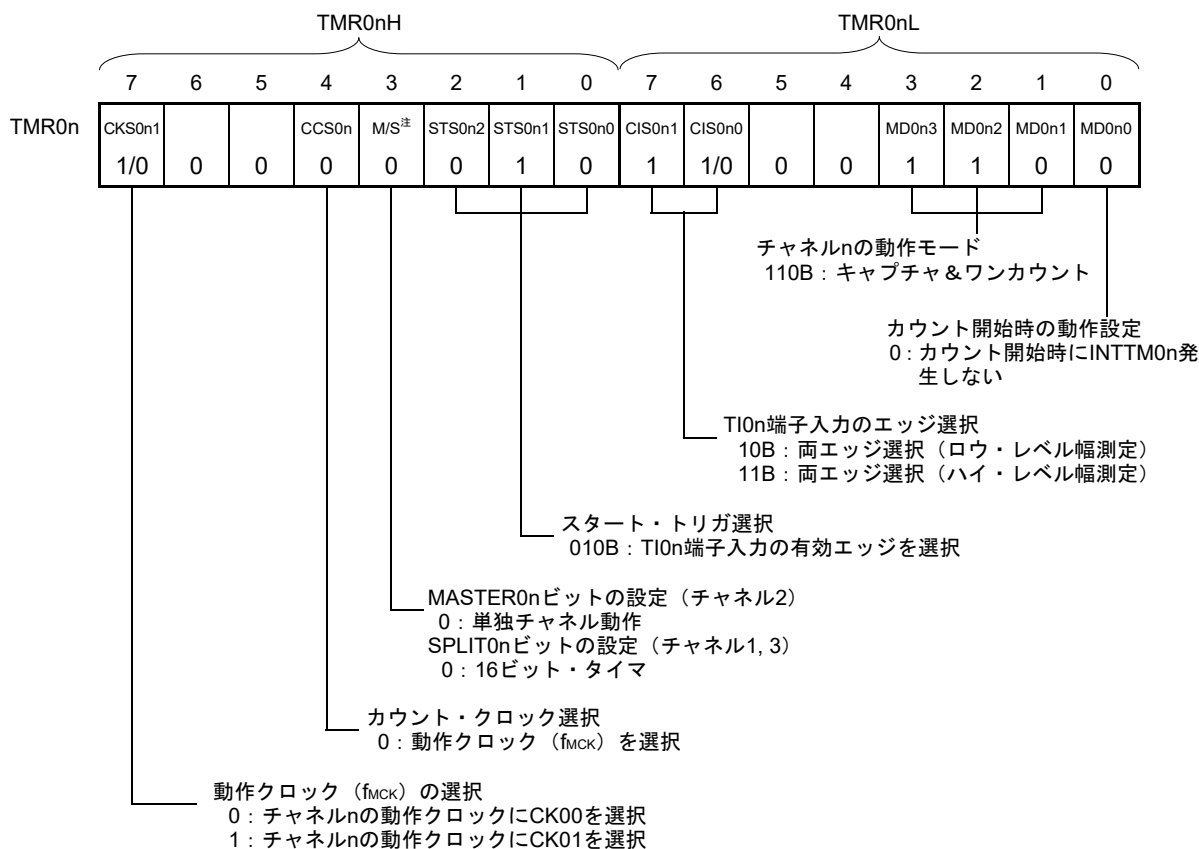 TMR0nH TMR0nL
7 6 5 4 3 2 1 0 7 6 5 4 3 2 1 0
TMR0n CKS0n1 CCS0n M/S注 STS0n2 STS0n1 STS0n0 CIS0n1 CIS0n0 MD0n3 MD0n2 MD0n1 MD0n0
1/0 0 0 0 0 0 1 0 1 1/0 0 0 1 1 0 0
チャネルnの動作モード
110B：キャプチャ＆ワンカウント
カウント開始時の動作設定
0：カウント開始時にINTTM0n発
生しない
TI0n端子入力のエッジ選択
10B：両エッジ選択（ロウ・レベル幅測定）
11B：両エッジ選択（ハイ・レベル幅測定）
スタート・トリガ選択
010B：TI0n端子入力の有効エッジを選択
MASTER0nビットの設定（チャネル2）
0：単独チャネル動作
SPLIT0nビットの設定（チャネル1, 3）
0：16ビット・タイマ
カウント・クロック選択
0：動作クロック（fMCK）を選択
動作クロック（fMCK）の選択
0：チャネルnの動作クロックにCK00を選択
1：チャネルnの動作クロックにCK01を選択